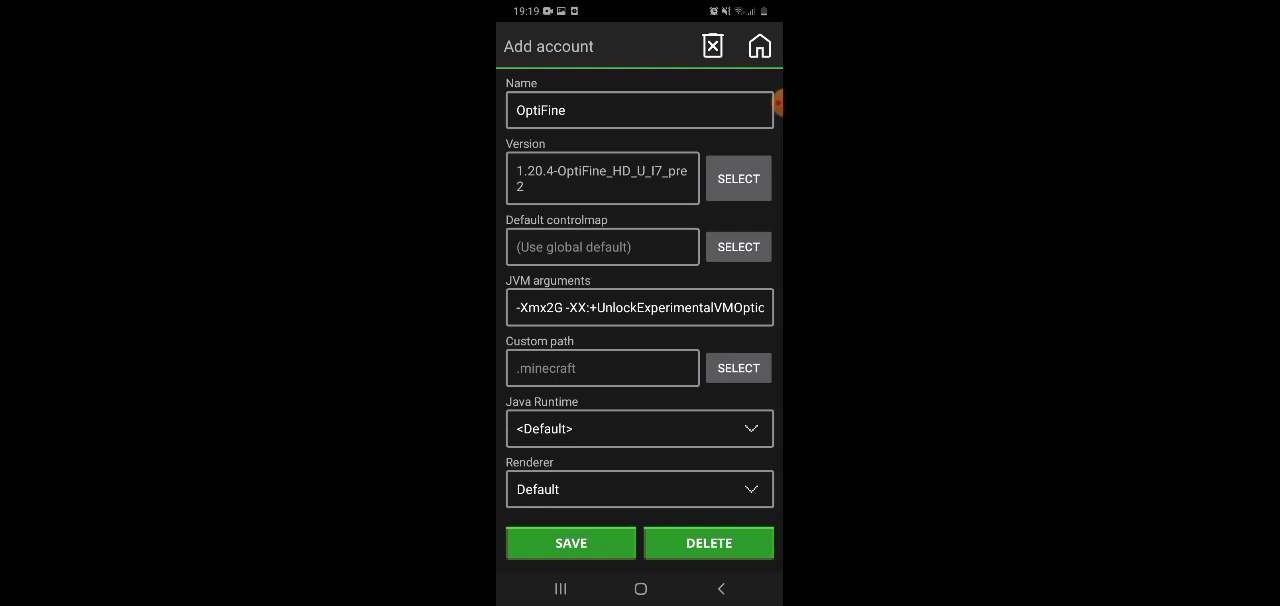 19:19
Add account
Name
OptiFine
Version
1.20.4-OptiFine_HD_U_I7_pre
2
SELECT
Default controlmap
(Use global default)
SELECT
JVM arguments
-Xmx2G -XX:+UnlockExperimentalVMOptic
Custom path
.minecraft
SELECT
Java Runtime
<Default>
Renderer
Default
SAVE
DELETE